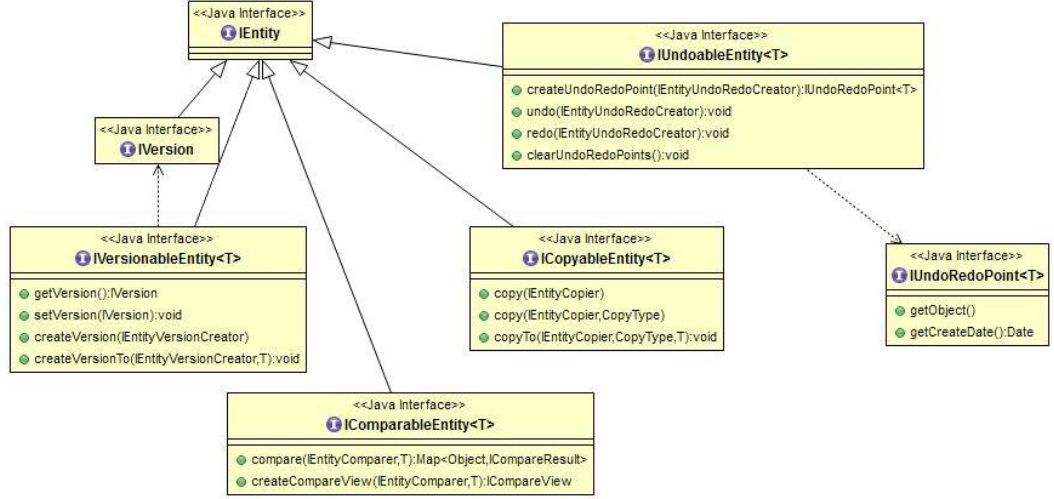 <<Java Interface>>
IEntity
<<Java Interface>>
IUndoableEntity<T>
createUndoRedoPoint(IEntityUndoRedoCreator):IUndoRedoPoint<T>
undo(IEntityUndoRedoCreator):void
redo(IEntityUndoRedoCreator):void
clearUndoRedoPoints():void
<<Java Interface>>
IVersion
<<Java Interface>>
IVersionableEntity<T>
getVersion():IVersion
setVersion(IVersion):void
createVersion(IEntityVersionCreator)
createVersionTo(IEntityVersionCreator,T):void
<<Java Interface>>
ICopyableEntity<T>
copy(IEntityCopier)
copy(IEntityCopier,CopyType)
copyTo(IEntityCopier,CopyType,T):void
<<Java Interface>>
IUndoRedoPoint<T>
getObject()
getCreateDate():Date
<<Java Interface>>
IComparableEntity<T>
compare(IEntityComparer,T):Map<Object,ICompareResult>
createCompareView(IEntityComparer,T):ICompareView